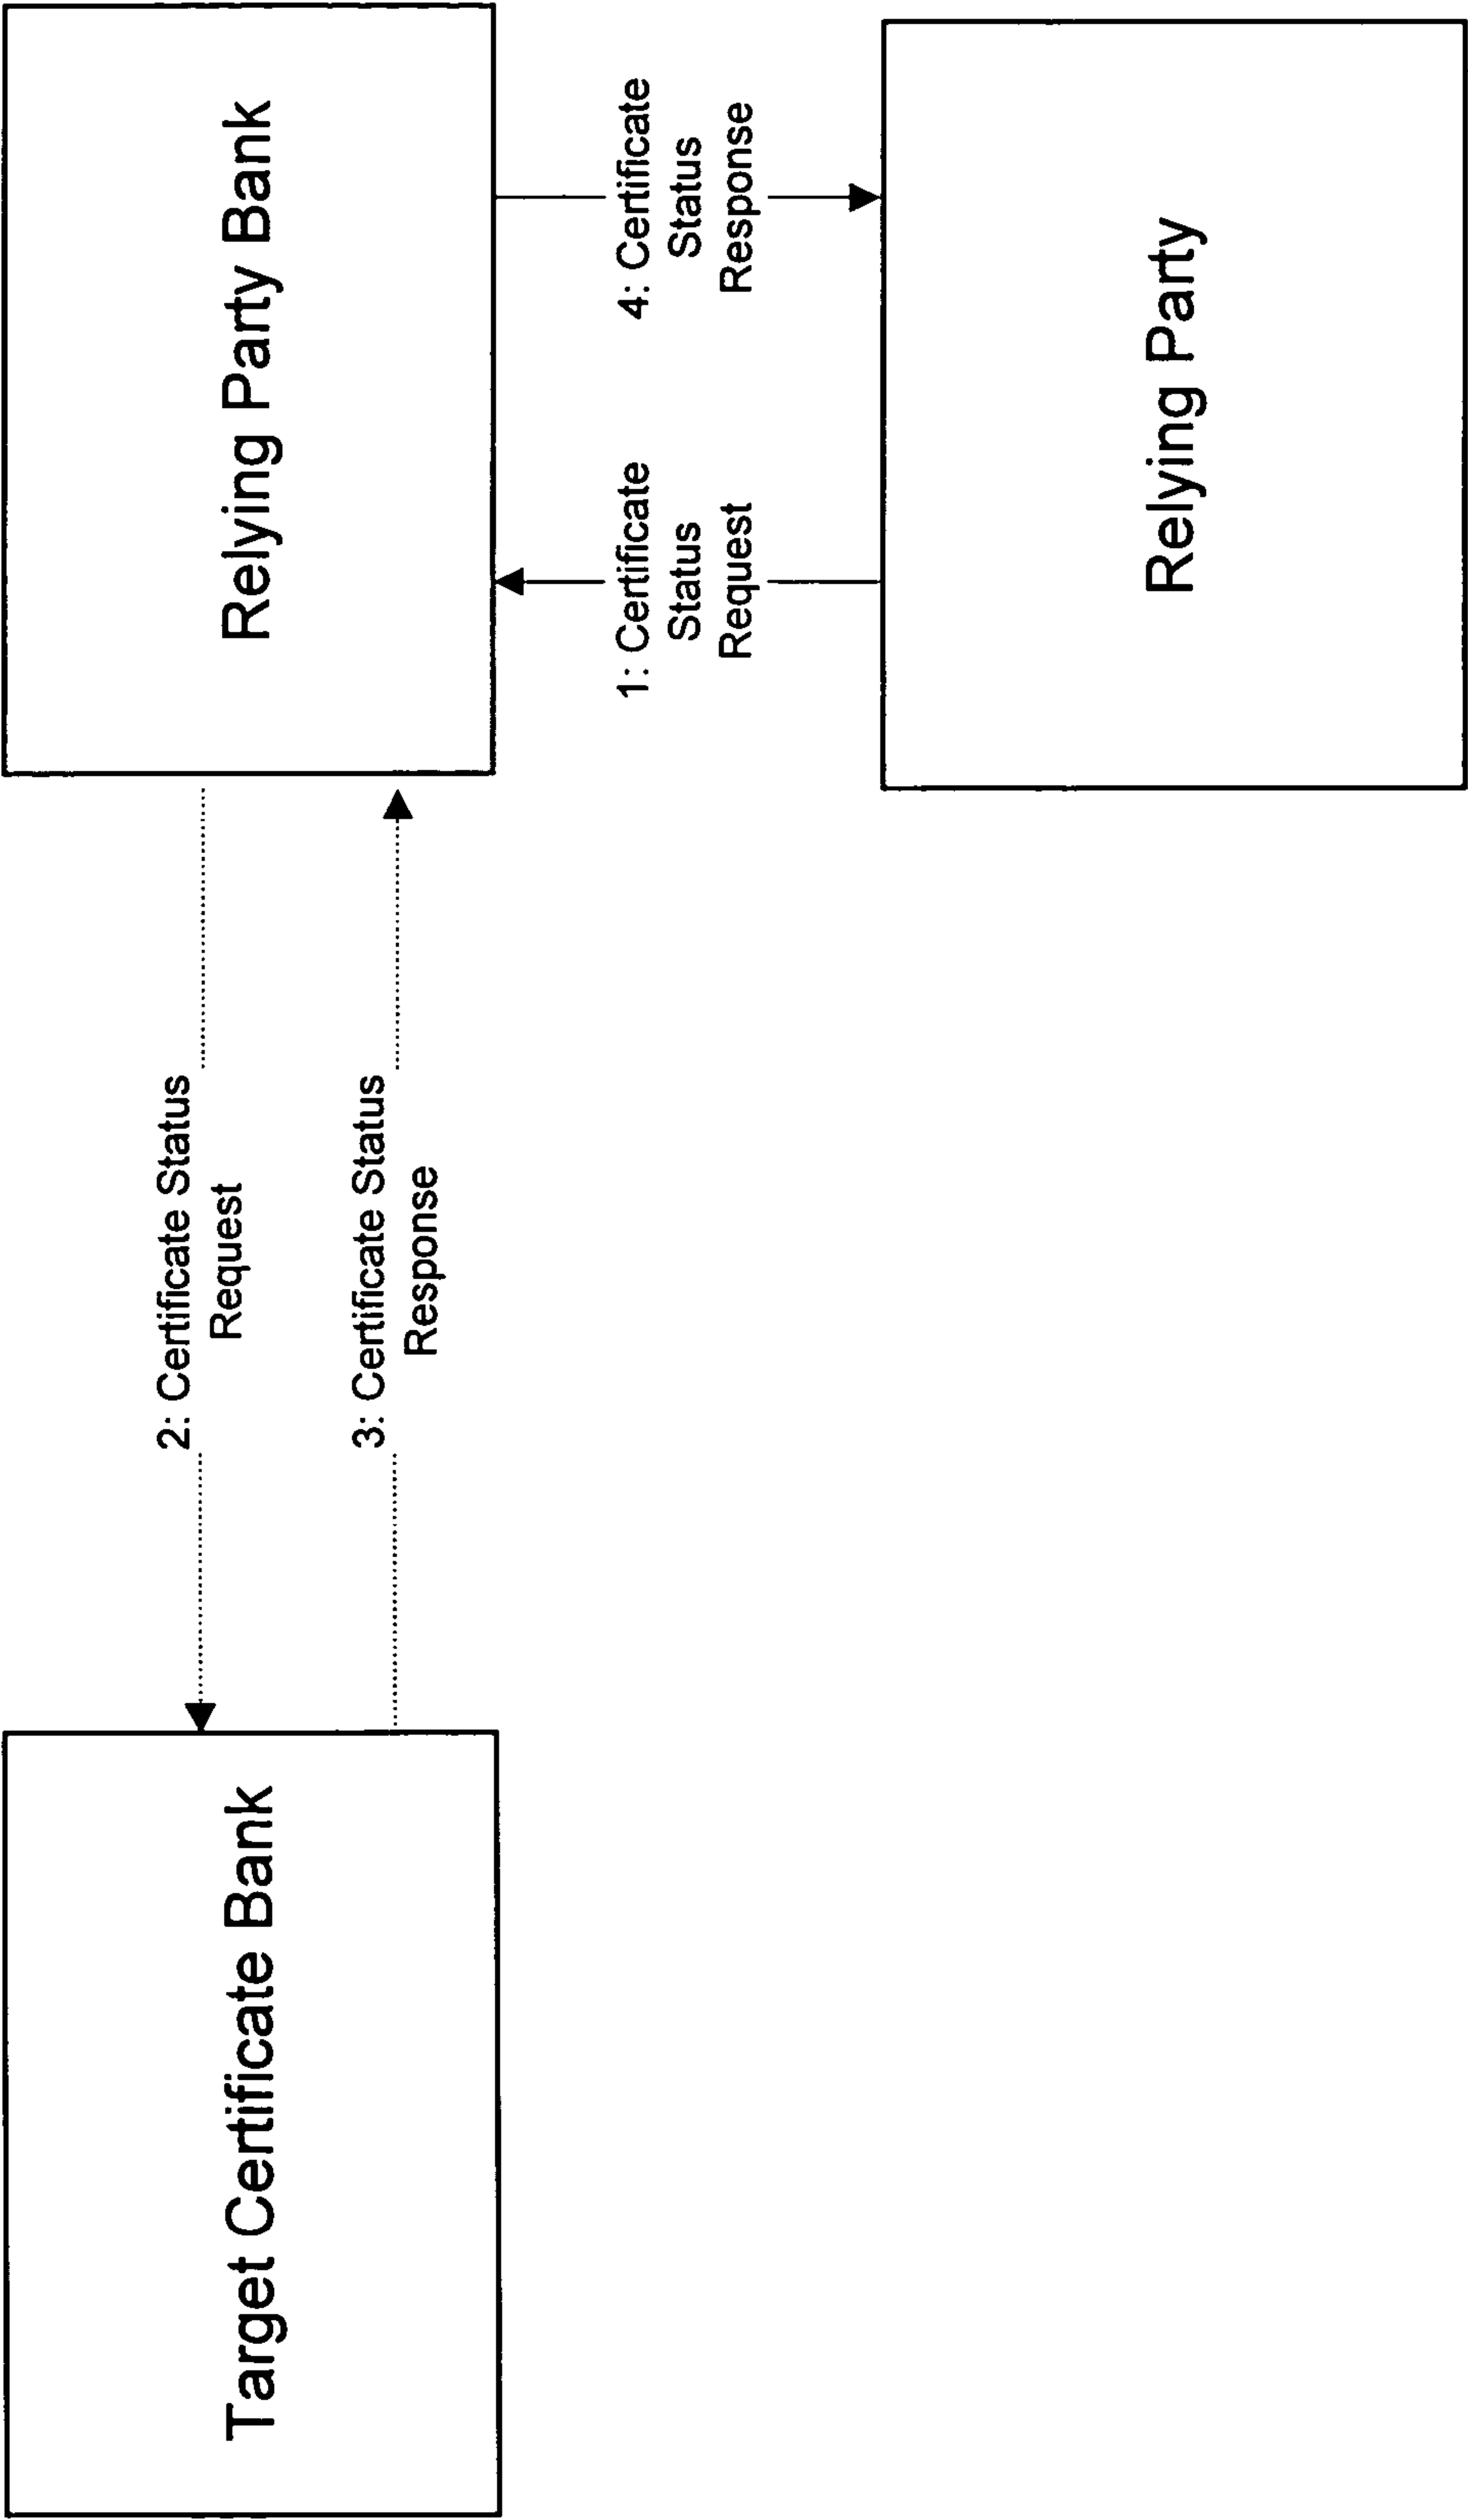 Target Certificate Bank
2: Certificate Status
Request
3: Certificate Status
Response
Relying Party Bank
1: Certificate
Status
Request
4: Certificate
Status
Response
Relying Party